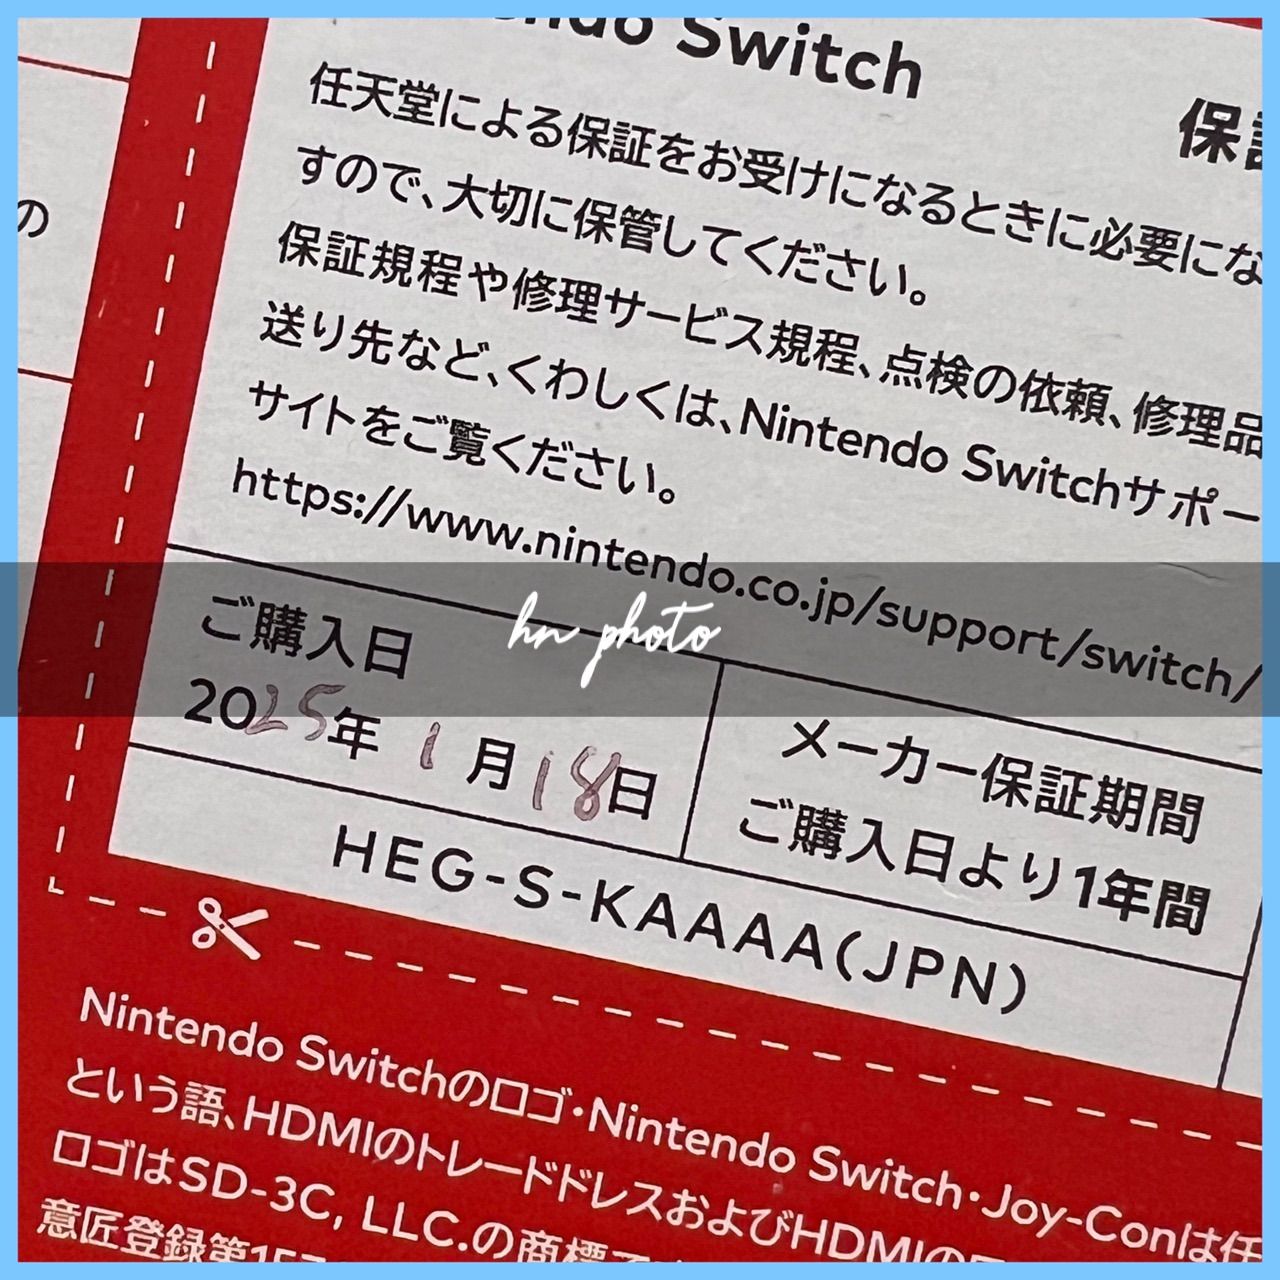 Switch
保
任天堂による保証をお受けになるときに必要にな
すので、大切に保管してください。
保証規程や修理サービス規程、点検の依頼、修理品
送り先など、くわしくは、Nintendo Switchサポー
サイトをご覧ください。
https://www.nintendo.co.jp/support/switch/
の
hn photo
ご購入日
2025年 1月18日
メーカー保証期間
ご購入日より1年間
HEG-S-KAAAA(JPN)
Nintendo Switchのロゴ・Nintendo Switch・Joy-Conは任
という語、HDMIのトレードドレスおよびHDMIのロ
ロゴはSD-3C, LLC.の商標で
意匠登録第157